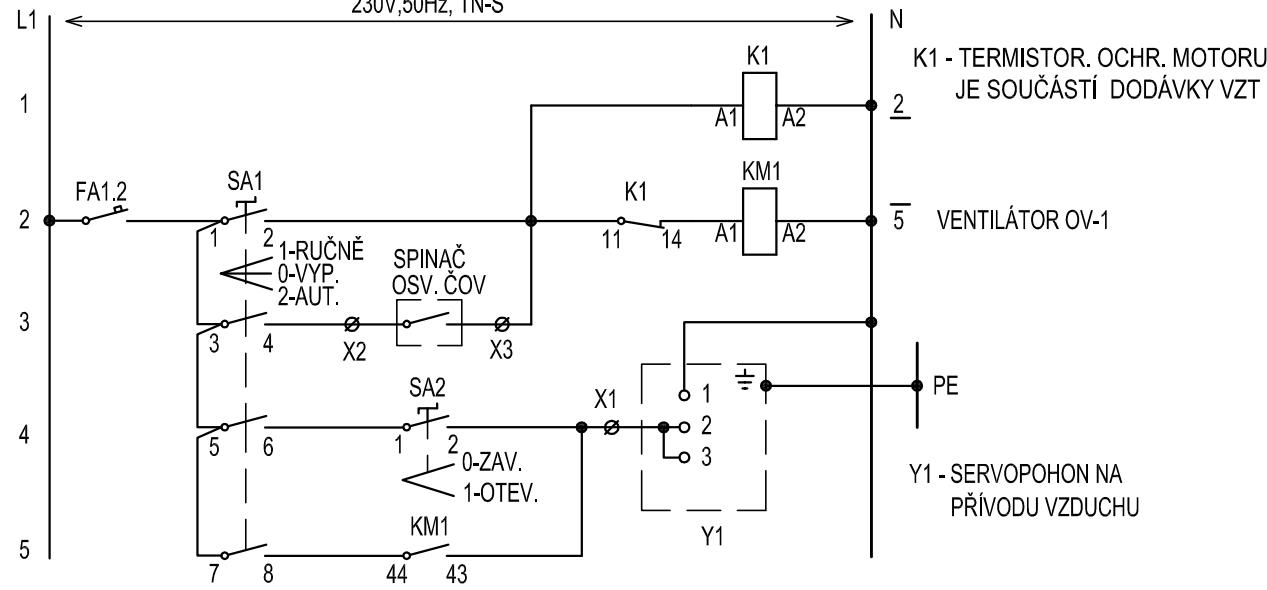 230V,50Hz, TN-S
L1
N
K1
K1 - TERMISTOR. OCHR. MOTORU
JE SOUČÁSTÍ DODÁVKY VZT
1
A1
A2
2
KM1
FA1.2
SA1
K1
2
1
2
11
14
A1
A2
5
VENTILÁTOR OV-1
1-RUČNĚ
0-VYP.
2-AUT.
SPINAČ
OSV. ČOV
3
3
4
X2
X3
SA2
X1
1
PE
4
5
6
1
2
2
3
0-ZAV.
1-OTEV.
Y1 - SERVOPOHON NA
PŘÍVODU VZDUCHU
KM1
Y1
5
7
8
44
43